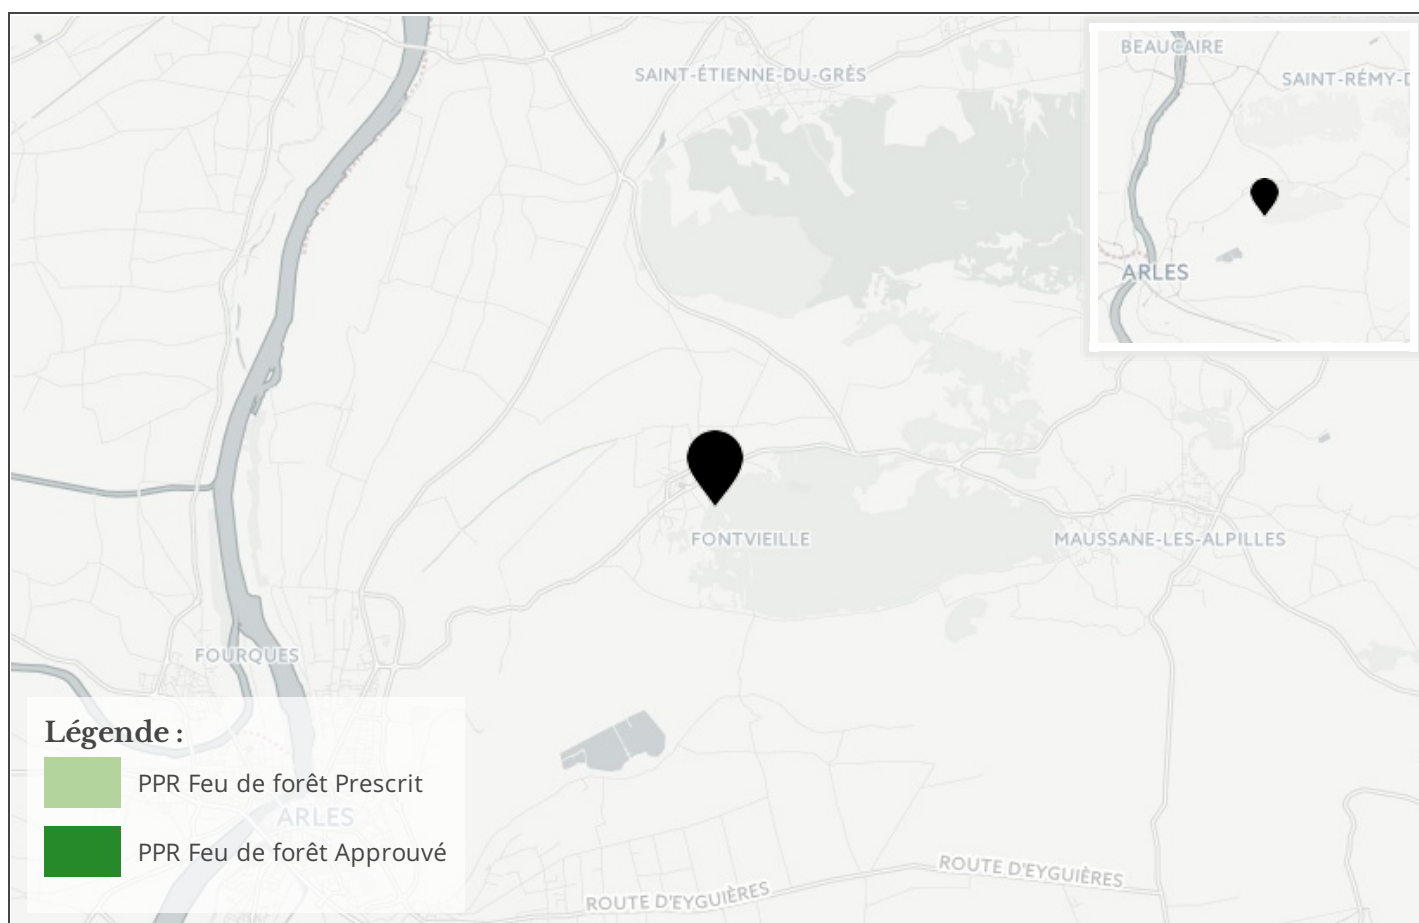 SAINT-ÉTIENNE-DU-GRÈS
BEAUCAIRE
SAINT-RÉMY-D
ARLES
FONTVIEILLE
MAUSSANE-LES-ALPILLES
FOURQUES
Légende :
PPR Feu de forêt Prescrit
ARLES
PPR Feu de forêt Approuvé
ROUTE D'EYGUIÈRES
ROUTE D'EYGUIÈRES